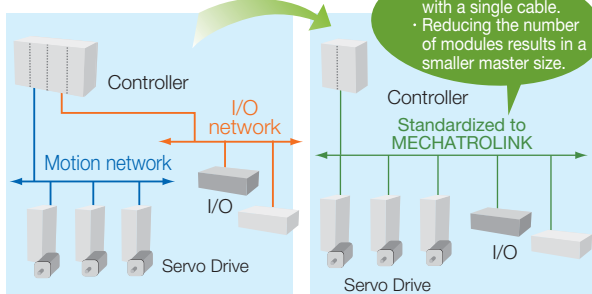 with a single cable.
· Reducing the number
of modules results in a
smaller master size.
Controller
I/O
network
Motion network
I/O
Servo Drive
Controller
Standardized to
MECHATROLINK
I/O
Servo Drive